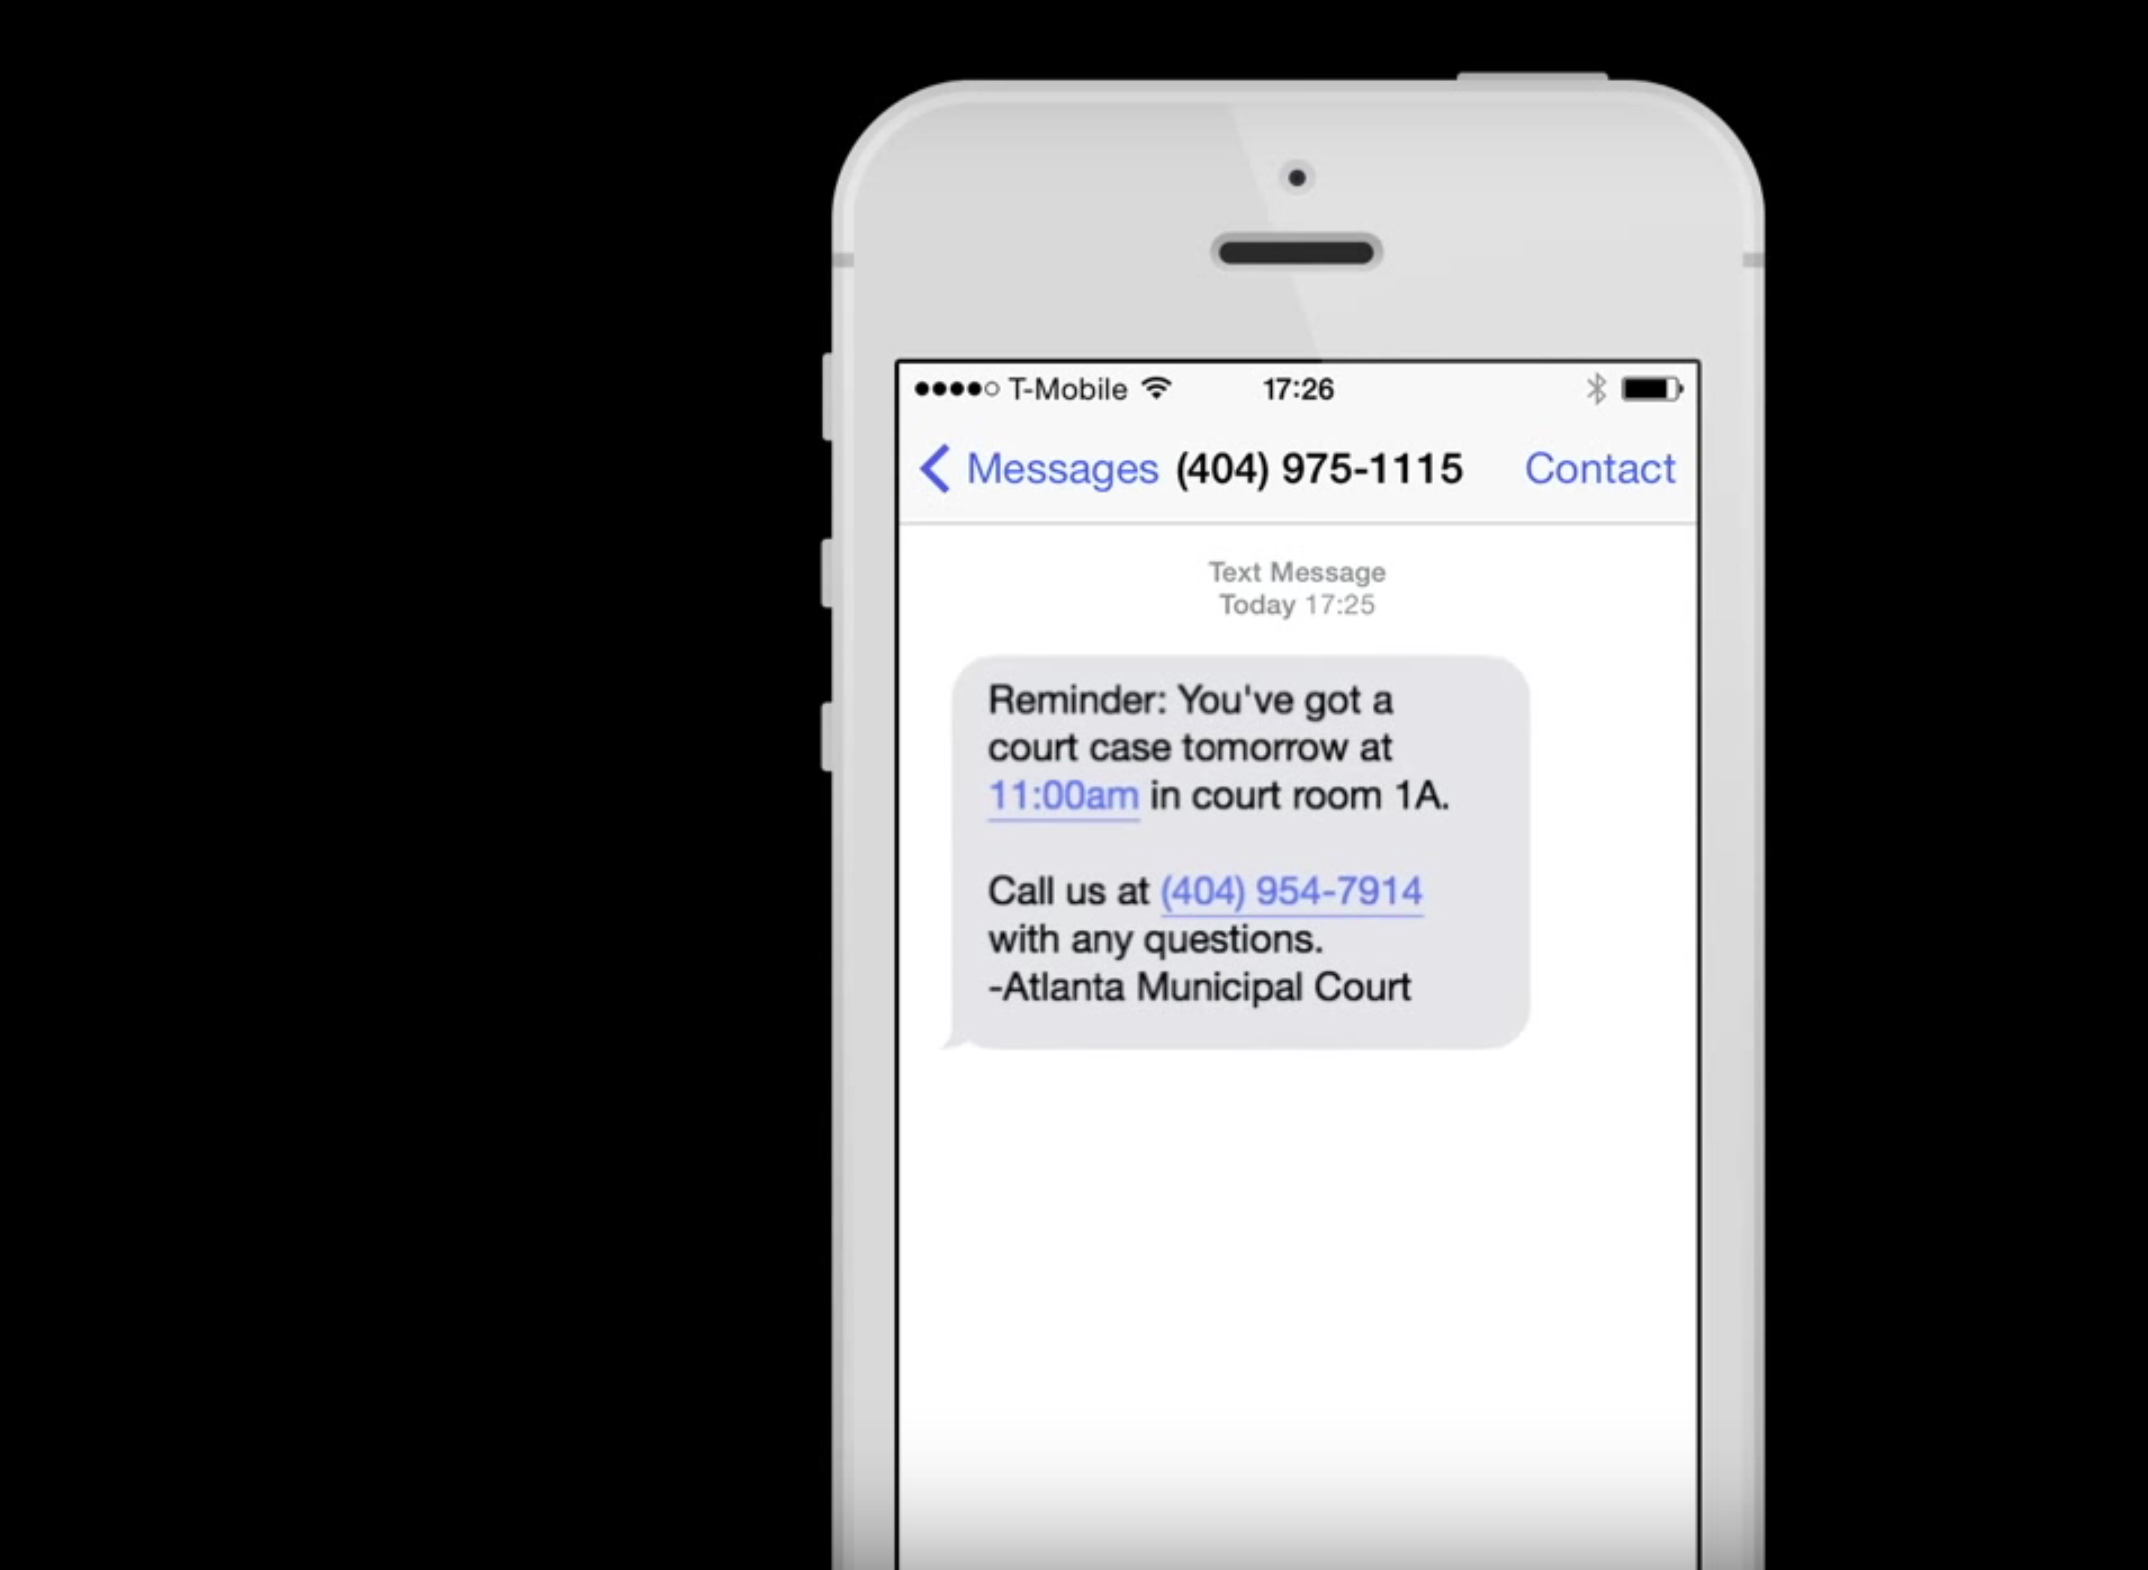 T-Mobile 17:26
Messages (404) 975-1115 Contact
Text Message
Today 17:25
Reminder: You've got a
court case tomorrow at
11:00am in court room 1A.
Call us at (404) 954-7914
with any questions.
-Atlanta Municipal Court